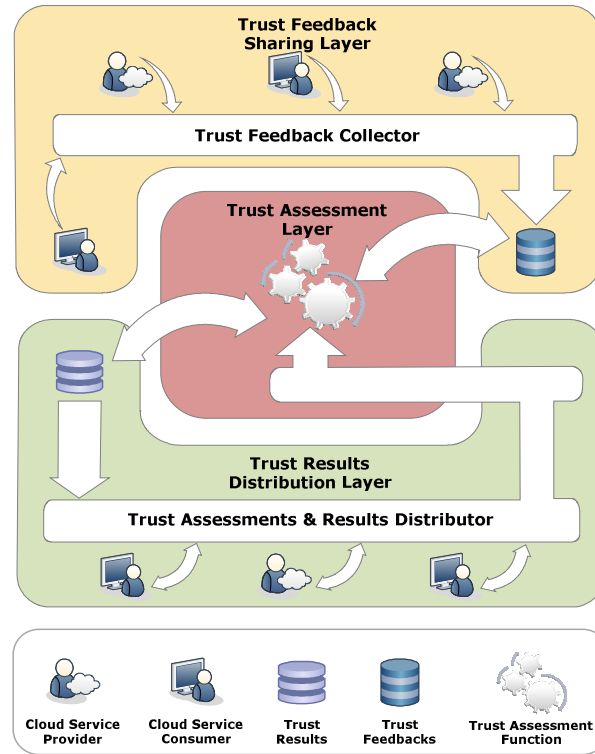 Trust Feedback
Sharing Layer
Trust Feedback Collector
Trust Assessment
Layer
Trust Results
Distribution Layer
Trust Assessments & Results Distributor
Cloud Service
Provider
Cloud Service
Consumer
Trust
Results
Trust
Feedbacks
Trust Assessment
Function